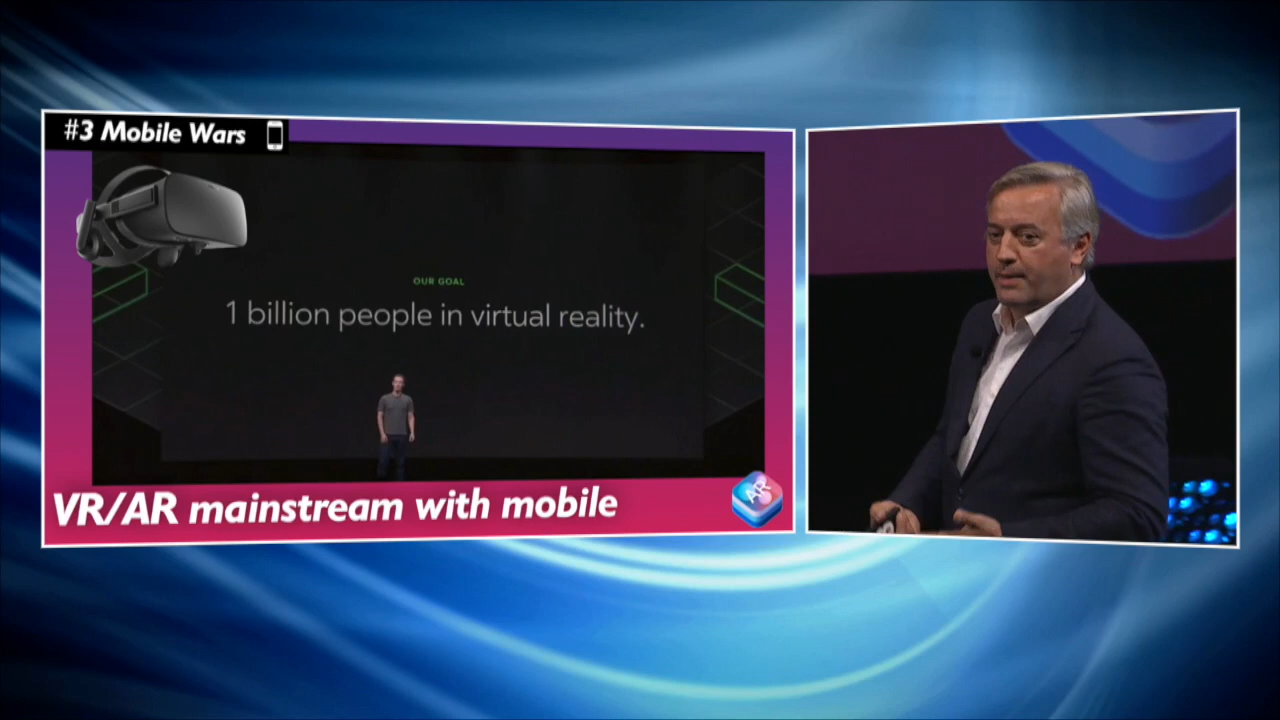 #3 Mobile Wars
OUR GOAL
1 billion people in virtual reality.
VR/AR mainstream with mobile
AR